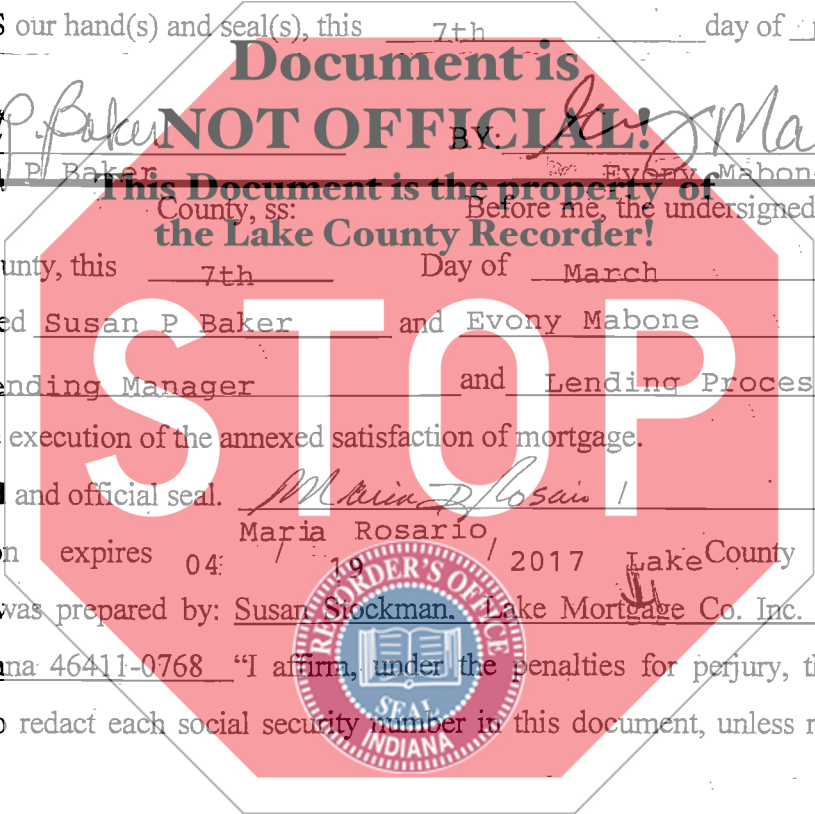 our hand(s) and seal(s), this 7th day of
Document is
NOT OFFICIAL!
P. Baker BY: Ma
P Baker Evony Mabone
This Document is the property of
County, ss: Before me, the undersigned
the Lake County Recorder!
unty, this 7th Day of March
ed Susan P Baker and Evony Mabone
ending Manager and Lending Proces
execution of the annexed satisfaction of mortgage.
STOP
and official seal. Maria D Rosario
Maria Rosario
n expires 04 / 19 / 2017 Lake County
was prepared by: Susan Stockman, Lake Mortgage Co. Inc.
ana 46411-0768 "I affirm, under the penalties for perjury, t
o redact each social security number in this document, unless r
RECORDER'S OFFICE
SEAL
INDIANA